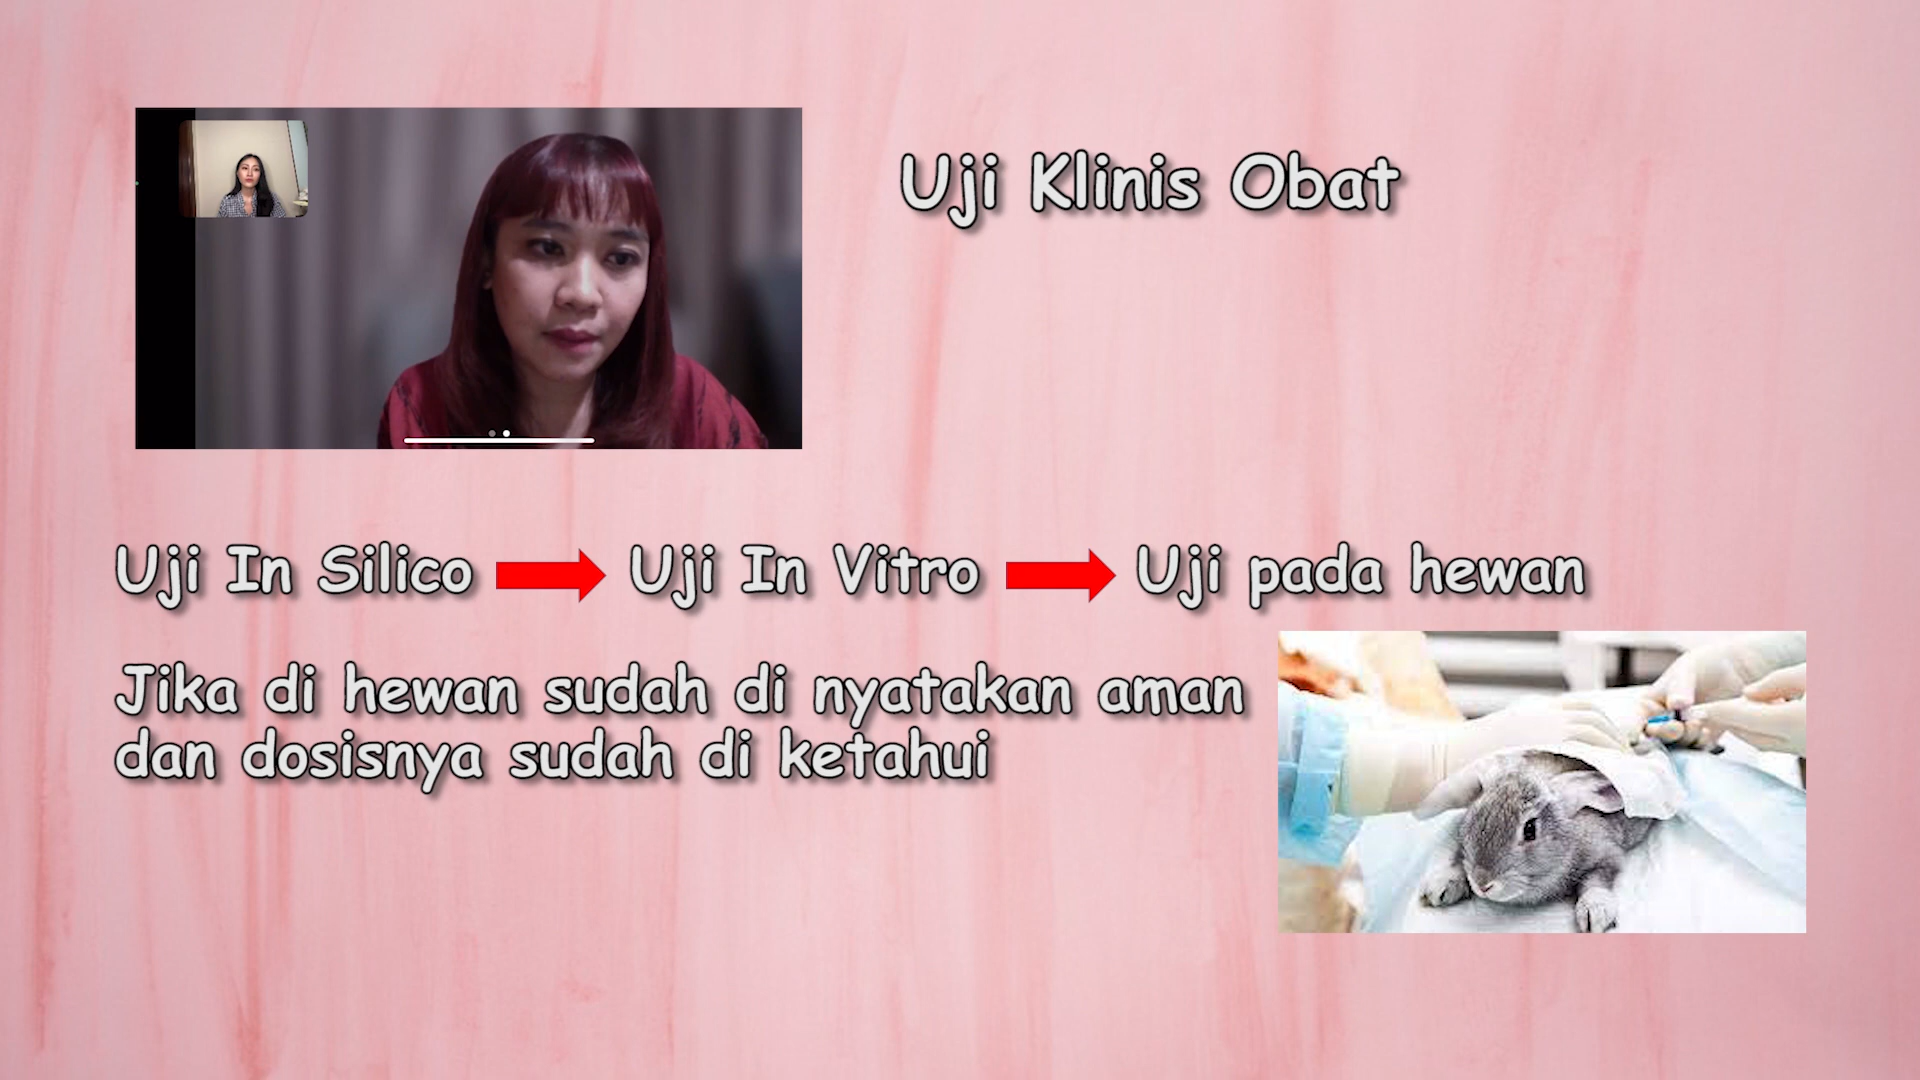 Uji Klinis Obat
Uji In Silico Uji In Vitro Uji pada hewan
Jika di hewan sudah di nyatakan aman
dan dosisnya sudah di ketahui